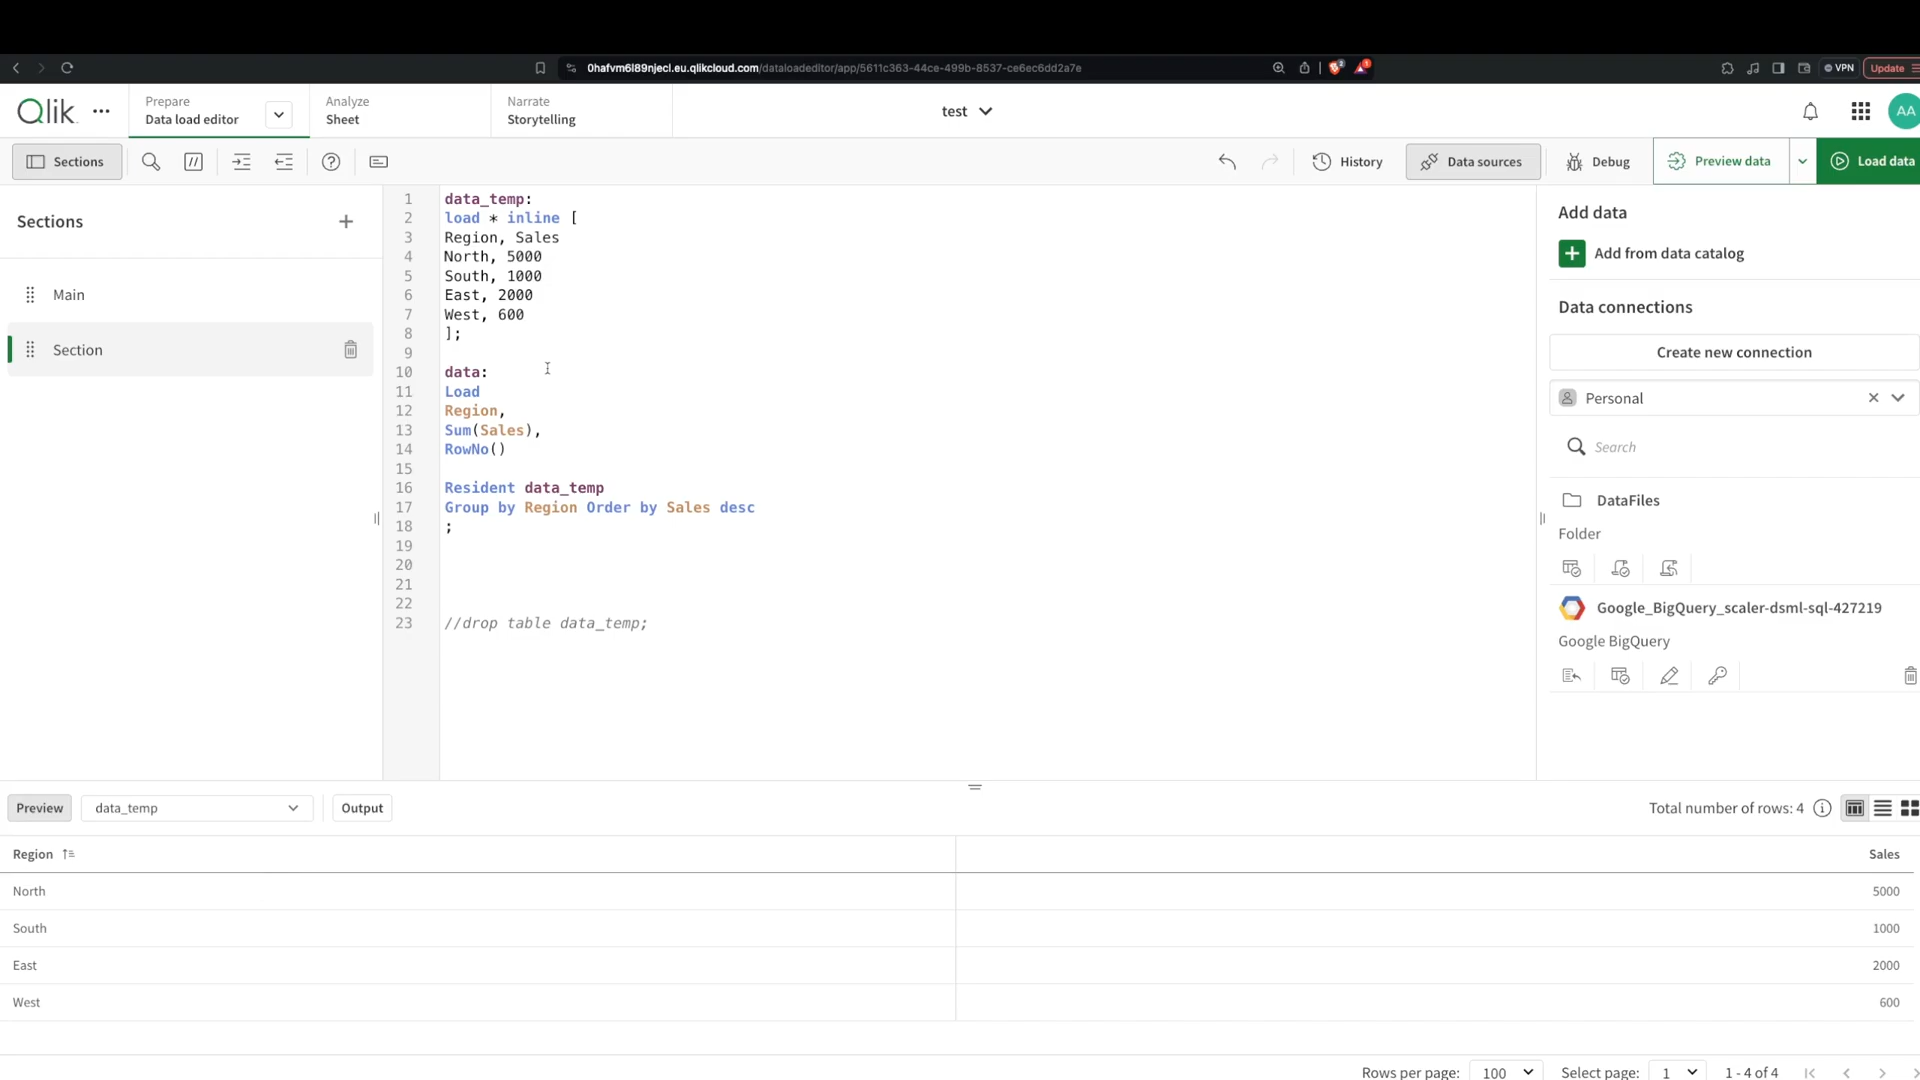 0hafvm6l89njecl.eu.qlikcloud.com/dataloadeditor/app/5611c363-44ce-499b-8537-ce6ec6dd2a7e
VPN
Update
Qlik
Prepare
Data load editor
Analyze
Sheet
Narrate
Storytelling
test
AA
Sections
History
Data sources
Debug
Preview data
Load data
Sections
Main
Section
1 data_temp:
2 load * inline [
3 Region, Sales
4 North, 5000
5 South, 1000
6 East, 2000
7 West, 600
8 ];
9
10 data:
11 Load
12 Region,
13 Sum(Sales),
14 RowNo()
15
16 Resident data_temp
17 Group by Region Order by Sales desc
18 ;
19
20
21
22
23 //drop table data_temp;
Add data
Add from data catalog
Data connections
Create new connection
Personal
Search
DataFiles
Folder
Google_BigQuery_scaler-dsml-sql-427219
Google BigQuery
Preview
data_temp
Output
Total number of rows: 4
Region Sales
North 5000
South 1000
East 2000
West 600
Rows per page: 100 Select page: 1 1 - 4 of 4